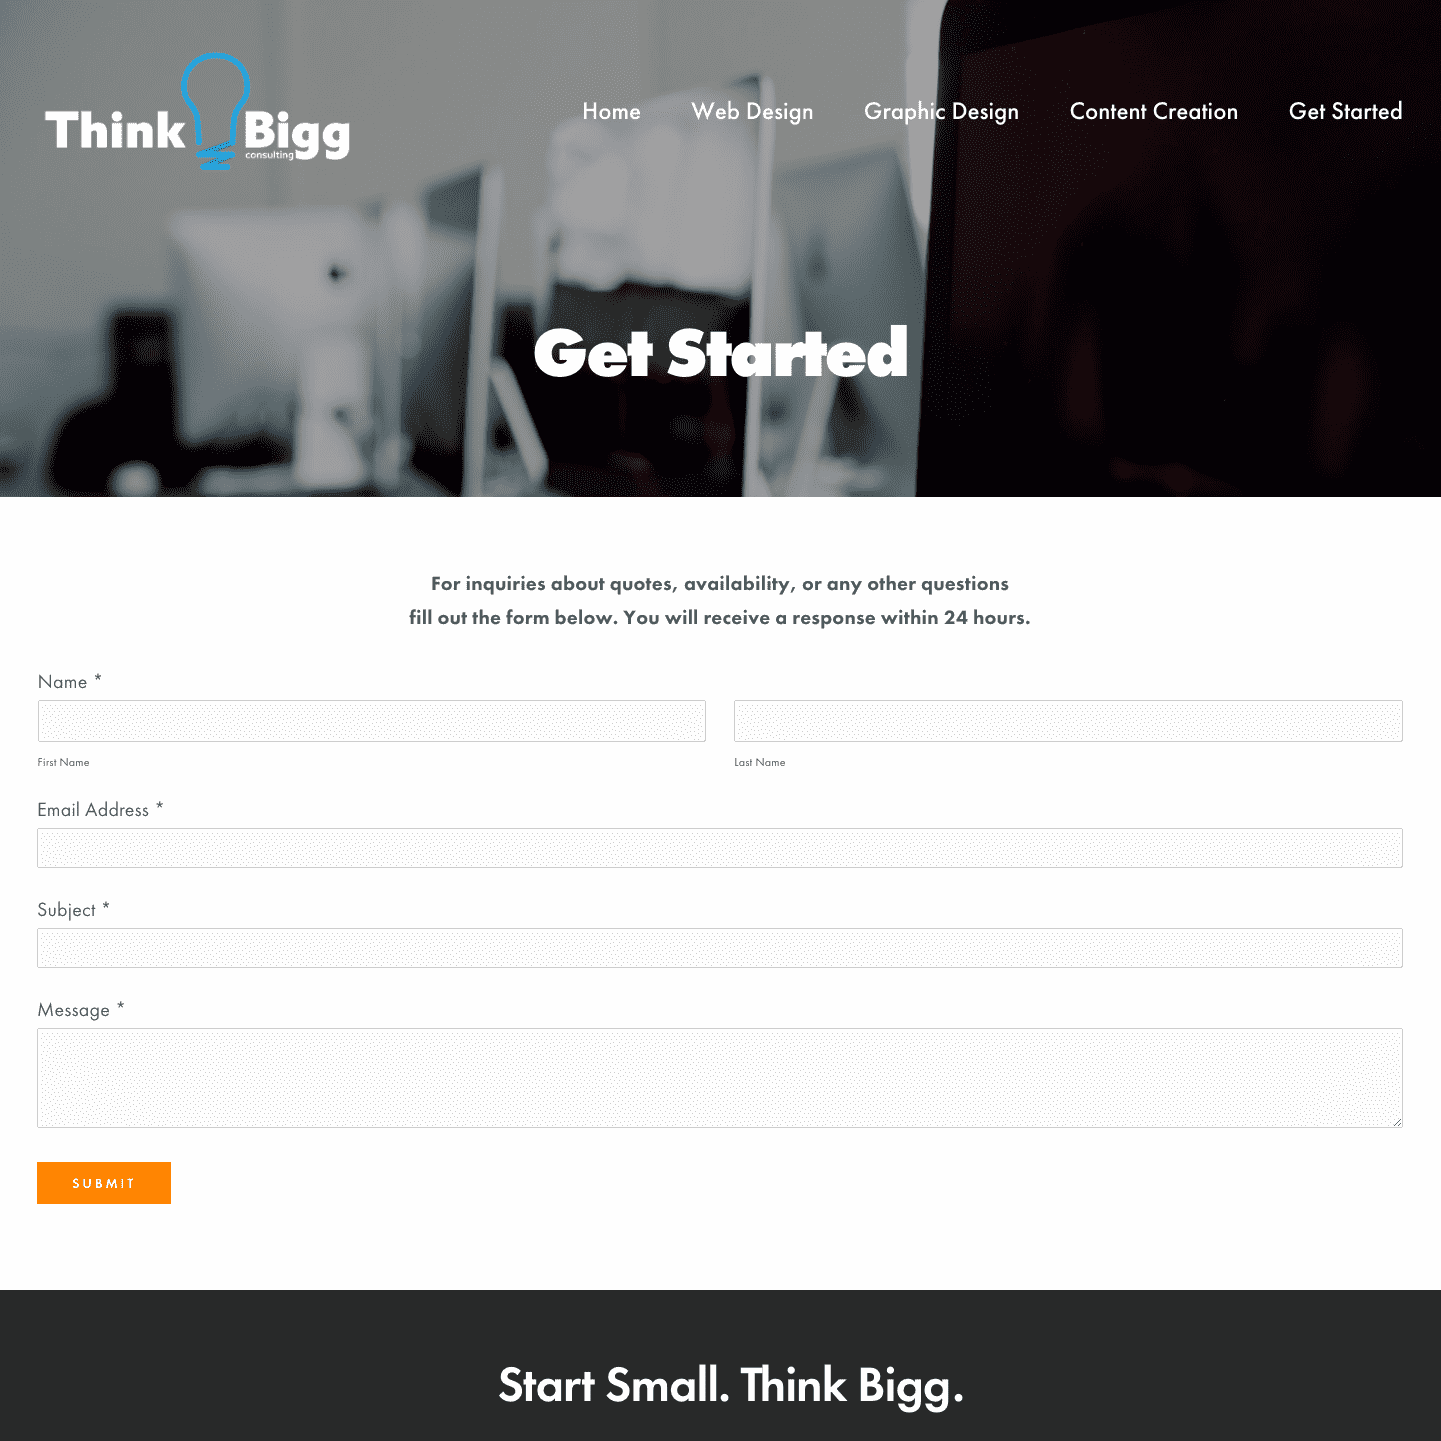 Think Bigg
consulting
Home
Web Design
Graphic Design
Content Creation
Get Started
Get Started
For inquiries about quotes, availability, or any other questions
fill out the form below. You will receive a response within 24 hours.
Name *
First Name
Last Name
Email Address *
Subject *
Message *
SUBMIT
Start Small. Think Bigg.